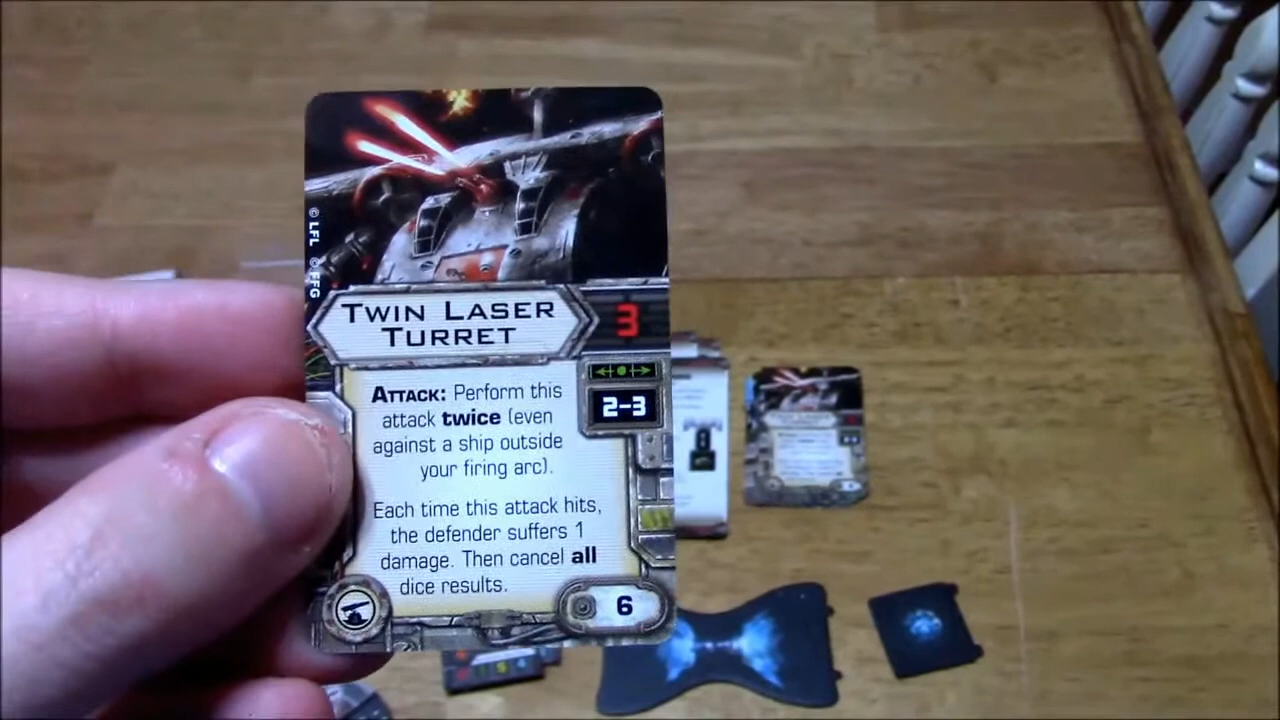 © LFL © FFG
TWIN LASER
TURRET
3
2-3
ATTACK: Perform this
attack twice (even
against a ship outside
your firing arc).
Each time this attack hits,
the defender suffers 1
damage. Then cancel all
dice results.
6